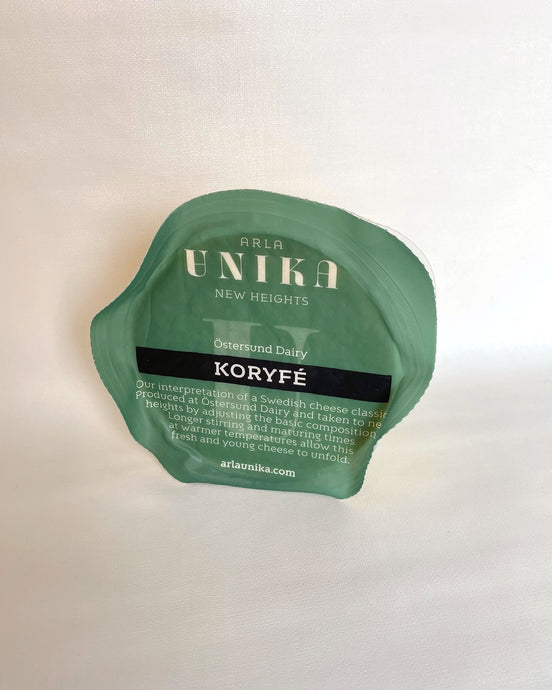 ARLA
UNIKA
NEW HEIGHTS
U
Östersund Dairy
KORYFÉ
Our interpretation of a Swedish cheese classic
Produced at Östersund Dairy and taken to ne
heights by adjusting the basic composition
Longer stirring and maturing times
at warmer temperatures allow this
fresh and young cheese to unfold.
arlaunika.com